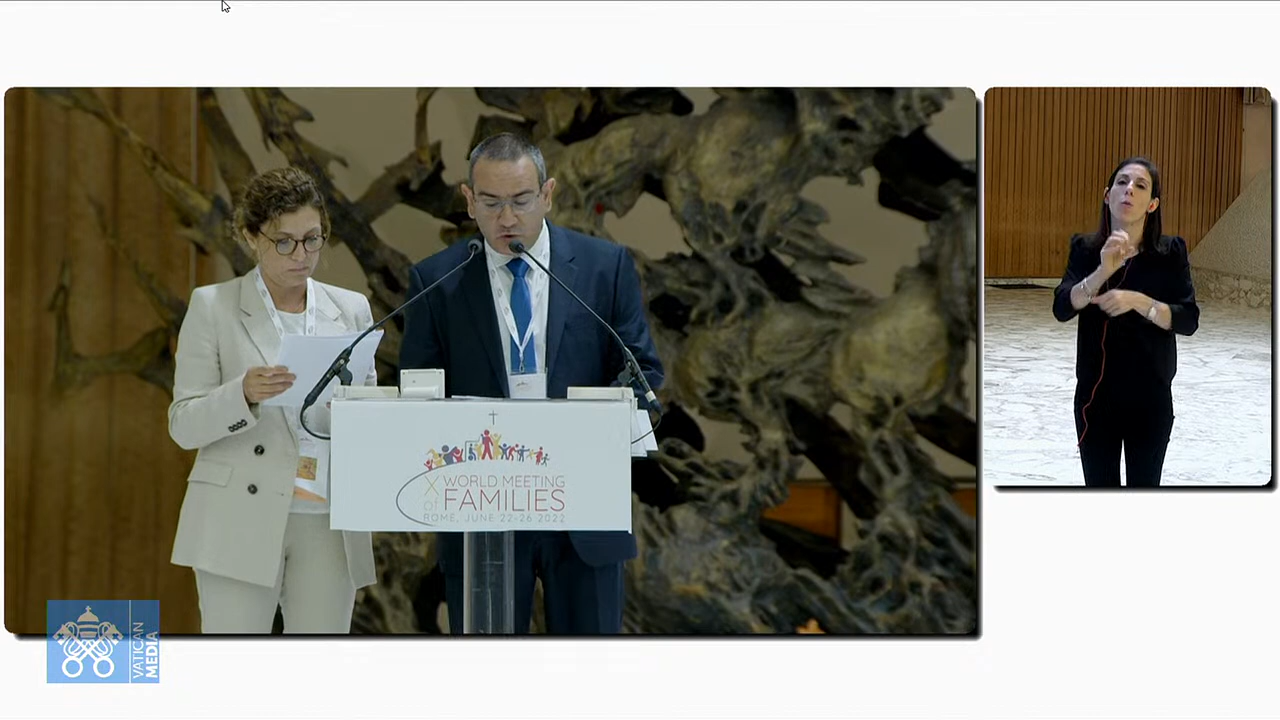 X WORLD MEETING
of FAMILIES
ROME, JUNE 22-26 2022
VATICAN
MEDIA